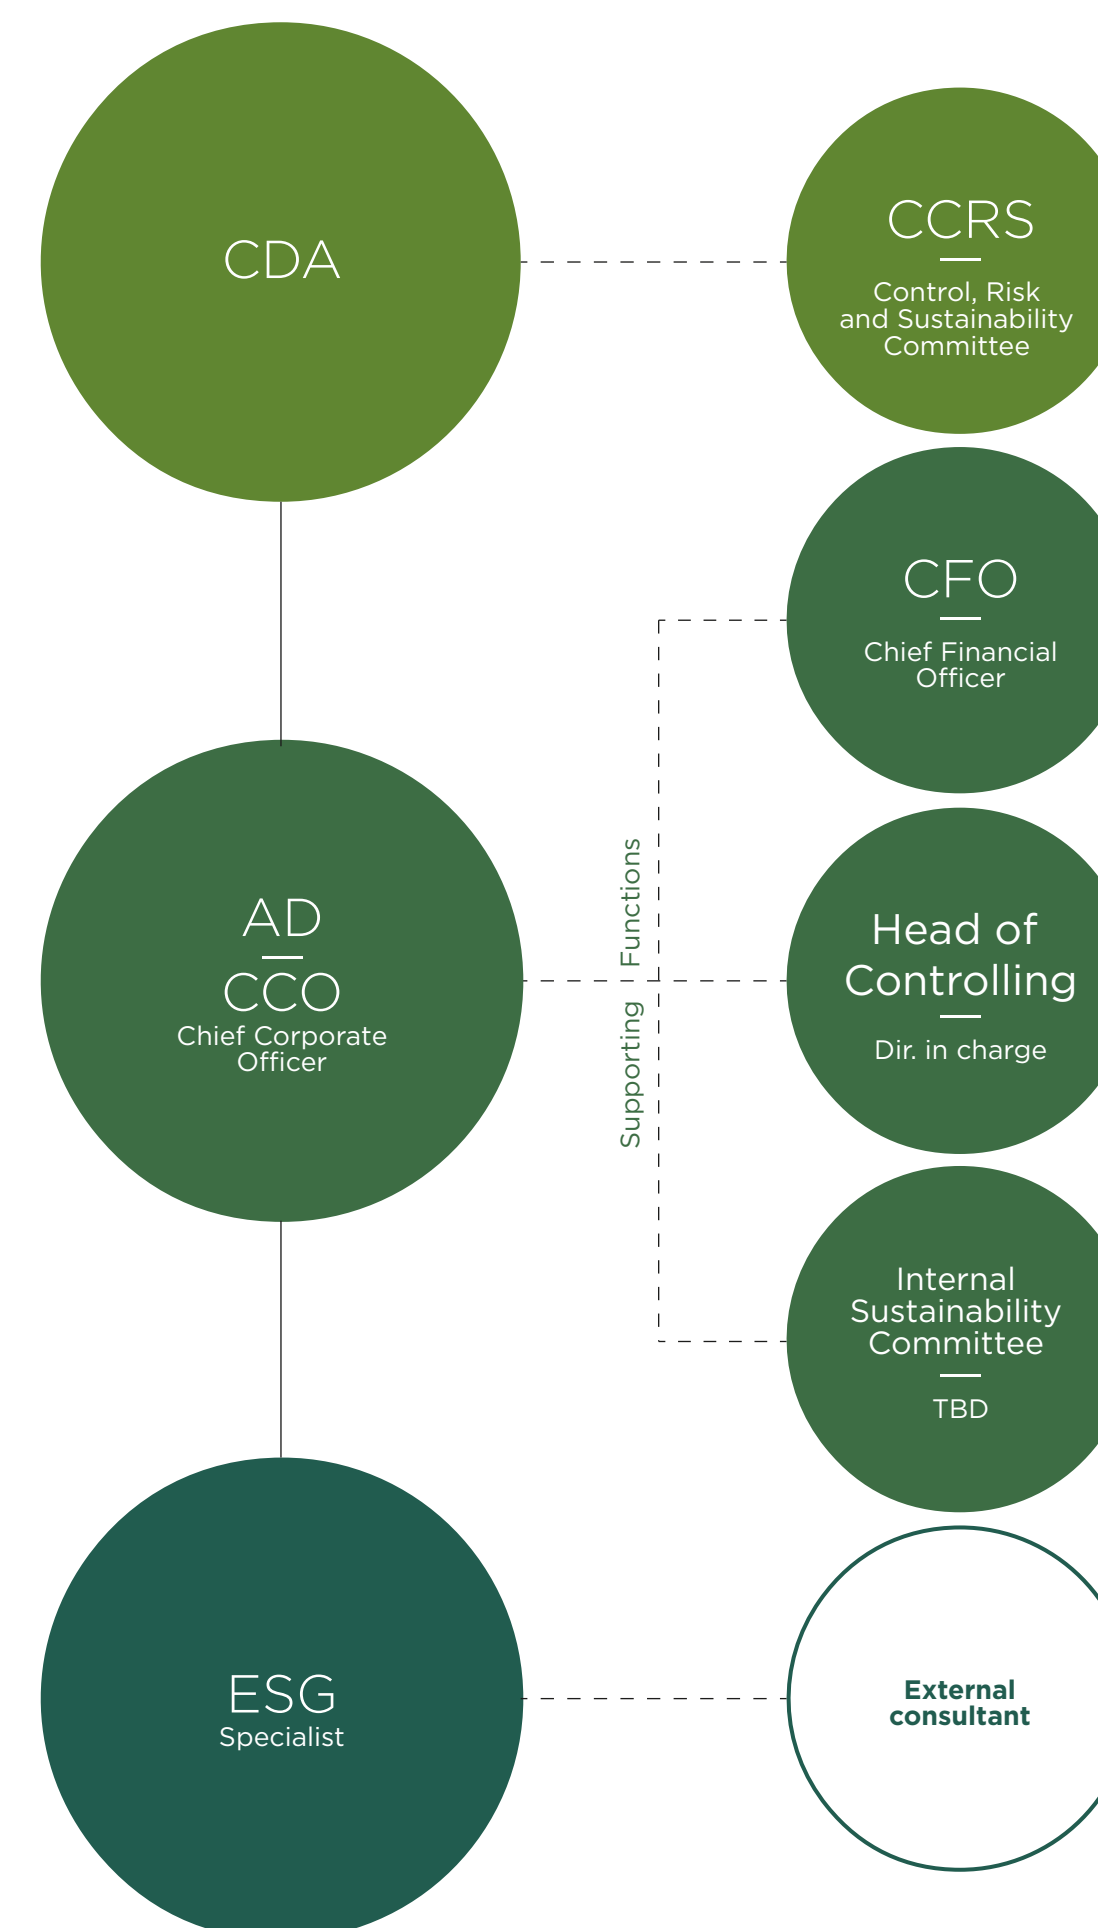 CDA
CCRS
Control, Risk
and Sustainability
Committee
CFO
Chief Financial
Officer
AD
CCO
Chief Corporate
Officer
Supporting Functions
Head of
Controlling
Dir. in charge
Internal
Sustainability
Committee
TBD
ESG
Specialist
External
consultant